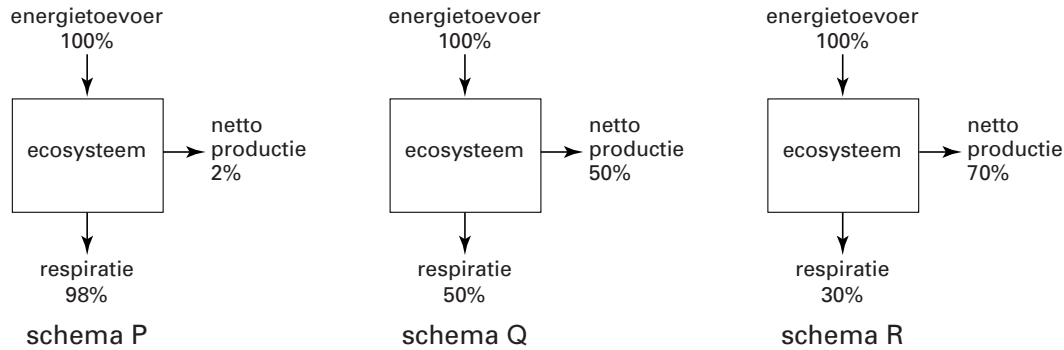 energietoevoer
100%
ecosysteem
netto
productie
2%
respiratie
98%
schema P
energietoevoer
100%
ecosysteem
netto
productie
50%
respiratie
50%
schema Q
energietoevoer
100%
ecosysteem
netto
productie
70%
respiratie
30%
schema R